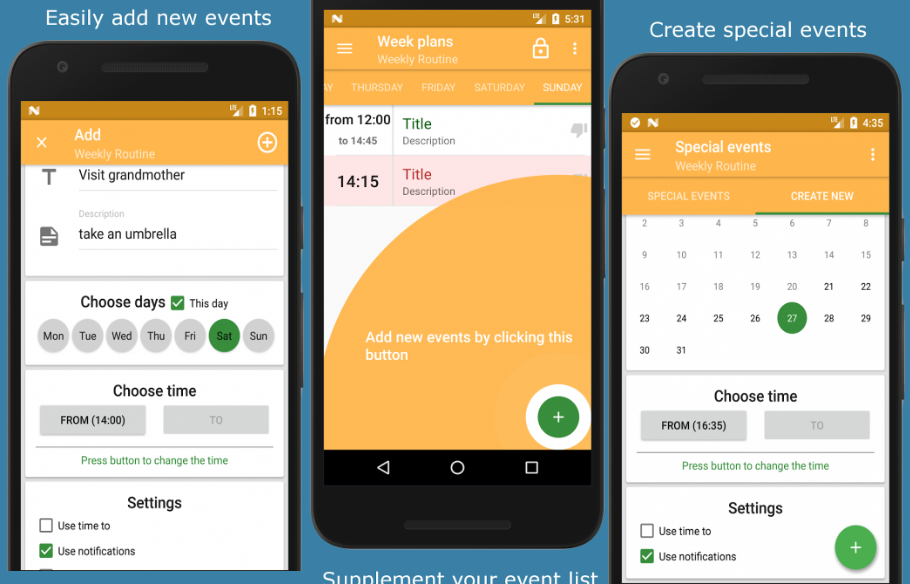 Easily add new events
1:15
Add
Weekly Routine
Visit grandmother
Description
take an umbrella
Choose days
This day
Mon Tue Wed Thu Fri Sat Sun
Choose time
FROM (14:00) TO
Press button to change the time
Settings
Use time to
Use notifications
5:31
Week plans
Weekly Routine
AY THURSDAY FRIDAY SATURDAY SUNDAY
from 12:00
to 14:45
Title
Description
14:15
Title
Description
Add new events by clicking this
button
+
Supplement your event list
Create special events
4:35
Special events
Weekly Routine
SPECIAL EVENTS CREATE NEW
2 3 4 5 6 7 8
9 10 11 12 13 14 15
16 17 18 19 20 21 22
23 24 25 26 27 28 29
30 31
Choose time
FROM (16:35) TO
Press button to change the time
Settings
Use time to
Use notifications
+